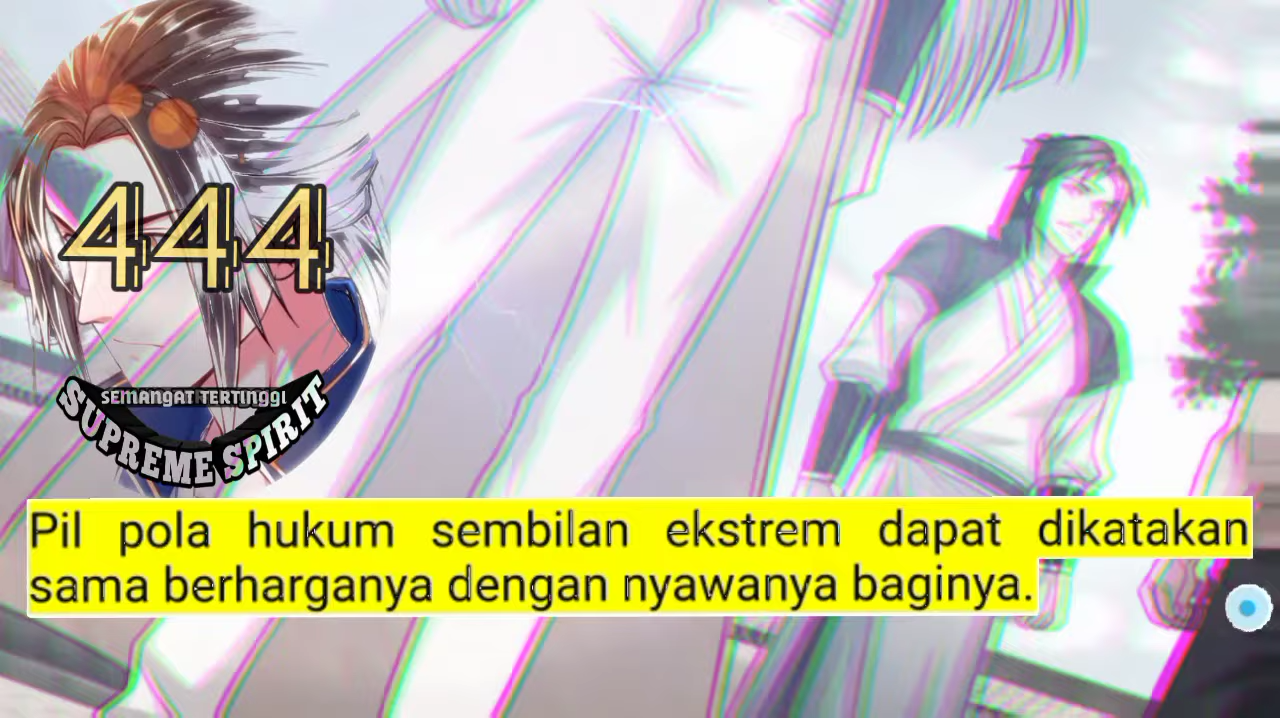 444
SEMANGAT TERTINGGI
SUPREME SPIRIT
Pil pola hukum sembilan ekstrem dapat dikatakan
sama berharganya dengan nyawanya baginya.